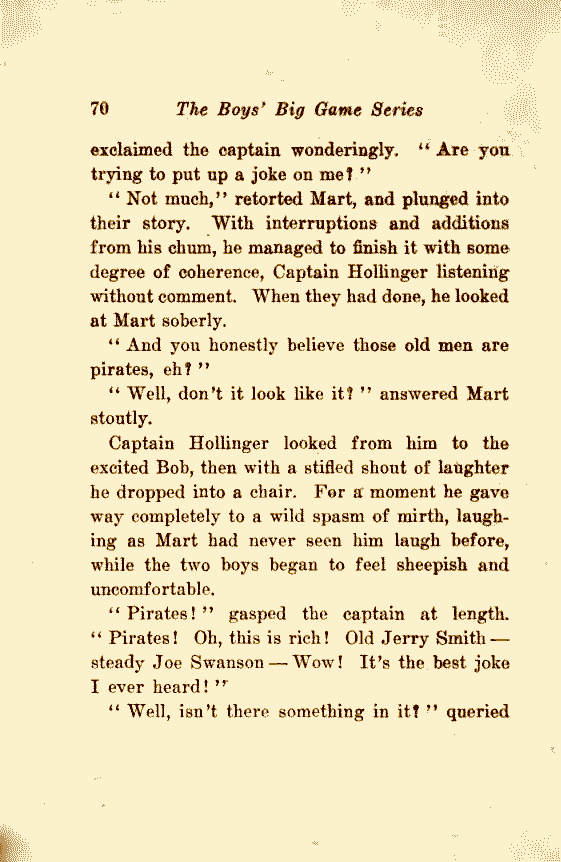 70 The Boys' Big Game Series
exclaimed the captain wonderingly. "Are you
trying to put up a joke on me?"
"Not much," retorted Mart, and plunged into
their story. With interruptions and additions
from his chum, he managed to finish it with some
degree of coherence, Captain Hollinger listening
without comment. When they had done, he looked
at Mart soberly.
"And you honestly believe those old men are
pirates, eh?"
"Well, don't it look like it?" answered Mart
stoutly.
Captain Hollinger looked from him to the
excited Bob, then with a stifled shout of laughter
he dropped into a chair. For a moment he gave
way completely to a wild spasm of mirth, laugh-
ing as Mart had never seen him laugh before,
while the two boys began to feel sheepish and
uncomfortable.
"Pirates!" gasped the captain at length.
"Pirates! Oh, this is rich! Old Jerry Smith —
steady Joe Swanson — Wow! It's the best joke
I ever heard!"
"Well, isn't there something in it?" queried